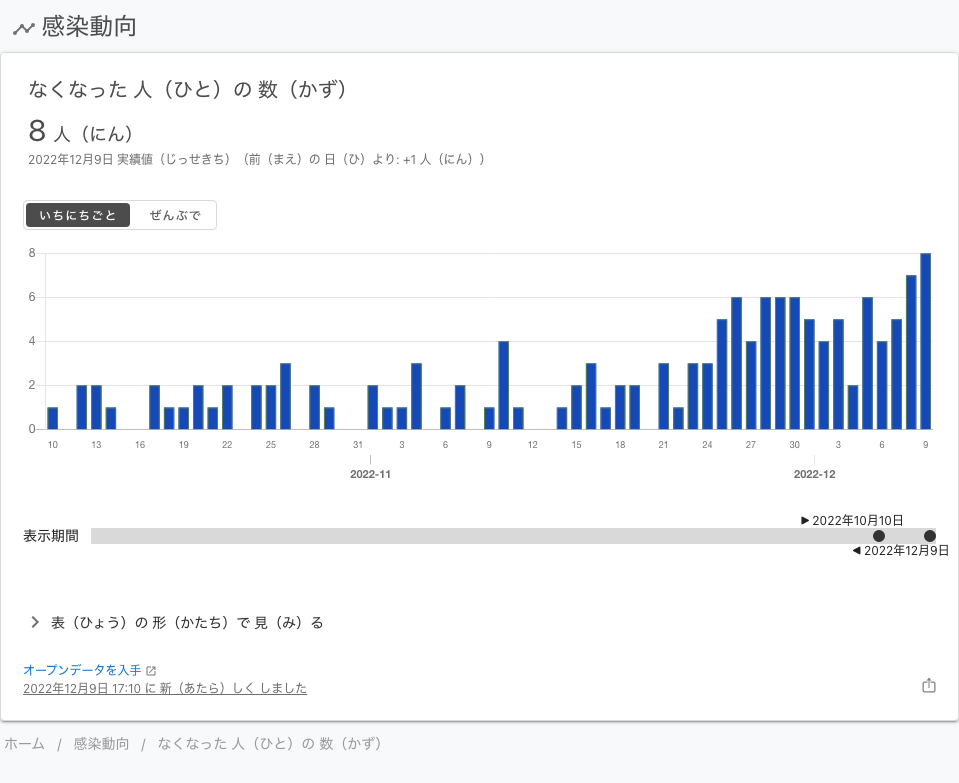 感染動向
なくなった 人（ひと）の 数（かず）
8 人（にん）
2022年12月9日 実績値（じっせきち）（前（まえ）の 日（ひ）より: +1 人（にん））
いちにちごと ぜんぶで
8
6
4
2
0
10 13 16 19 22 25 28 31 3 6 9 12 15 18 21 24 27 30 3 6 9
2022-11 2022-12
2022年10月10日
表示期間
2022年12月9日
表（ひょう）の 形（かたち）で 見（み）る
オープンデータを入手
2022年12月9日 17:10 に 新（あたら）しく しました
ホーム / 感染動向 / なくなった 人（ひと）の 数（かず）